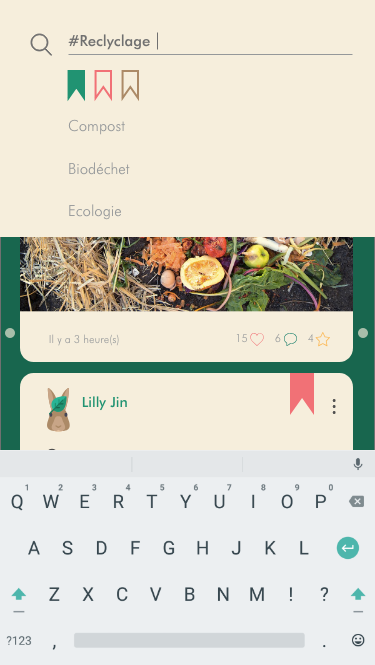 #Reclyclage
Compost
Biodéchet
Ecologie
Il y a 3 heure(s)
15 6 4
Lilly Jin
1 2 3 4 5 6 7 8 9 0
Q W E R T Y U I O P
A S D F G H J K L
Z X C V B N M ! ?
?123 , .